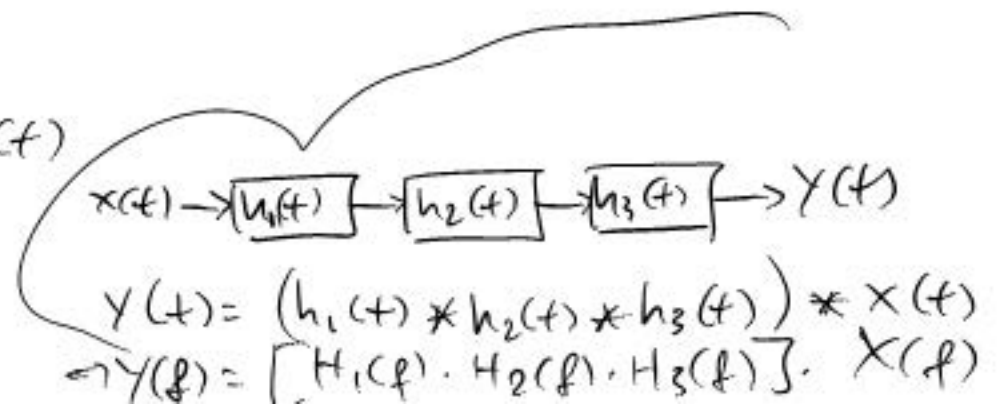 (t)
x(t) → h₁(t) → h₂(t) → h₃(t) → Y(t)
Y(t) = (h₁(t) * h₂(t) * h₃(t)) * X(t)
Y(f) = [H₁(f) · H₂(f) · H₃(f)] · X(f)